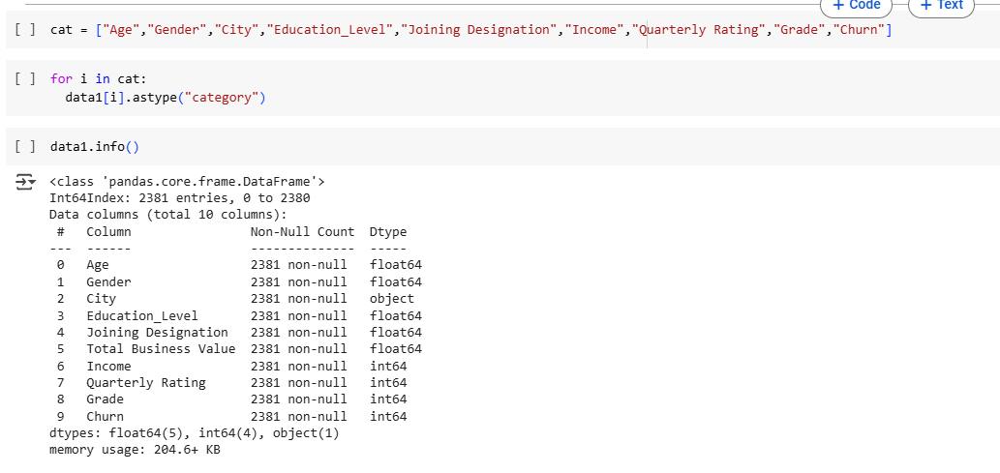 + Code + Text
[ ] cat = ["Age","Gender","City","Education_Level","Joining Designation","Income","Quarterly Rating","Grade","Churn"]
[ ] for i in cat:
data1[i].astype("category")
[ ] data1.info()
<class 'pandas.core.frame.DataFrame'>
Int64Index: 2381 entries, 0 to 2380
Data columns (total 10 columns):
# Column Non-Null Count Dtype
--- ------ -------------- -----
0 Age 2381 non-null float64
1 Gender 2381 non-null float64
2 City 2381 non-null object
3 Education_Level 2381 non-null float64
4 Joining Designation 2381 non-null float64
5 Total Business Value 2381 non-null float64
6 Income 2381 non-null int64
7 Quarterly Rating 2381 non-null int64
8 Grade 2381 non-null int64
9 Churn 2381 non-null int64
dtypes: float64(5), int64(4), object(1)
memory usage: 204.6+ KB